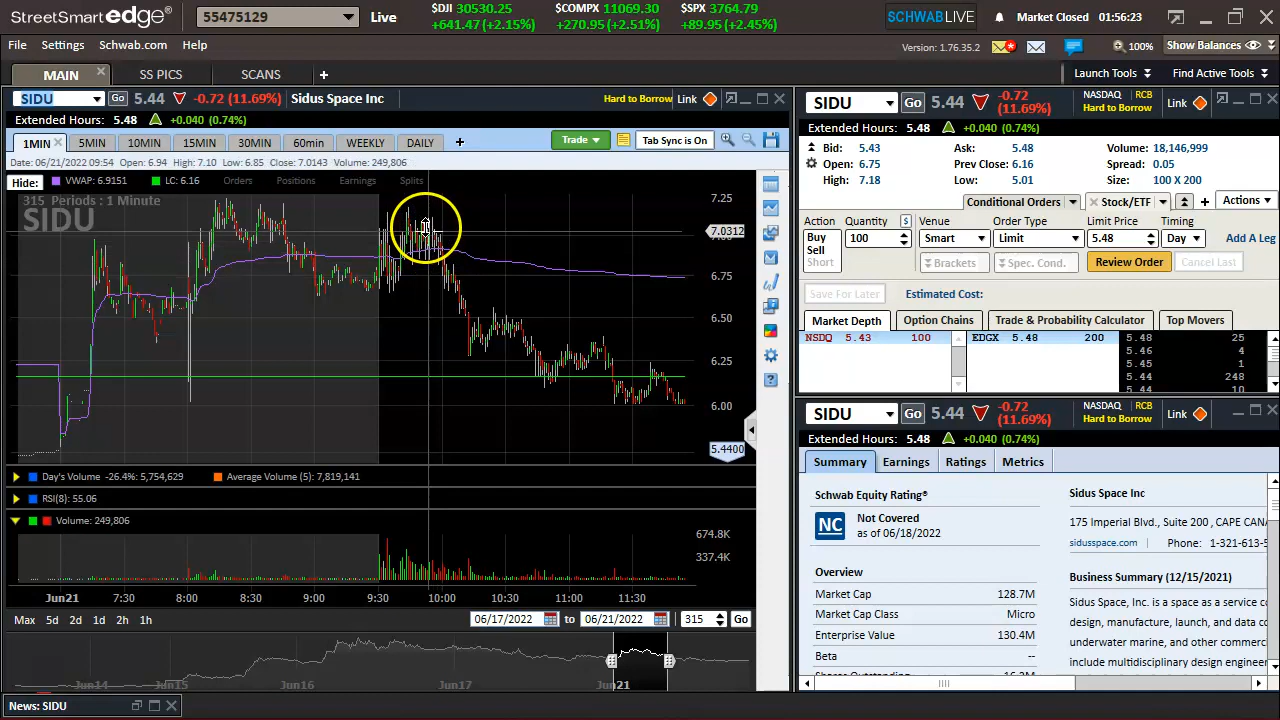 StreetSmart edge® 55475129 Live $DJI 30530.25 +641.47 (+2.15%) $COMPX 11069.30 +270.95 (+2.51%) $SPX 3764.79 +89.95 (+2.45%) SCHWABLIVE Market Closed 01:56:23
File Settings Schwab.com Help Version: 1.76.35.2 100% Show Balances
MAIN SS PICS SCANS + Launch Tools Find Active Tools
SIDU Go 5.44 -0.72 (11.69%) Sidus Space Inc Hard to Borrow Link
Extended Hours: 5.48 +0.040 (0.74%)
1MIN 5MIN 10MIN 15MIN 30MIN 60min WEEKLY DAILY + Trade Tab Sync is On
Date: 06/21/2022 09:54 Open: 6.94 High: 7.10 Low: 6.85 Close: 7.0143 Volume: 249,806
Hide: VWAP: 6.9151 LC: 6.16 Orders Positions Earnings Splits
315 Periods : 1 Minute
SIDU
7.25
7.0312
6.75
6.50
6.25
6.00
5.4400
Day's Volume -26.4%: 5,754,629 Average Volume (5): 7,819,141
RSI(8): 55.06
Volume: 249,806
674.8K
337.4K
Jun21 7:30 8:00 8:30 9:00 9:30 10:00 10:30 11:00 11:30
Max 5d 2d 1d 2h 1h 06/17/2022 to 06/21/2022 315 Go
Jun14 Jun15 Jun16 Jun17 Jun21
News: SIDU
SIDU Go 5.44 -0.72 (11.69%) NASDAQ RCB Hard to Borrow Link
Extended Hours: 5.48 +0.040 (0.74%)
Bid: 5.43 Ask: 5.48 Volume: 18,146,999
Open: 6.75 Prev Close: 6.16 Spread: 0.05
High: 7.18 Low: 5.01 Size: 100 X 200
Conditional Orders Stock/ETF + Actions
Action Quantity $ Venue Order Type Limit Price Timing
Buy Sell Short 100 Smart Limit 5.48 Day Add A Leg
Brackets Spec. Cond. Review Order Cancel Last
Save For Later Estimated Cost:
Market Depth Option Chains Trade & Probability Calculator Top Movers
NSDQ 5.43 100 EDGX 5.48 200 5.48 25
5.46 4
5.45 1
5.44 248
5.44 10
SIDU Go 5.44 -0.72 (11.69%) NASDAQ RCB Hard to Borrow Link
Extended Hours: 5.48 +0.040 (0.74%)
Summary Earnings Ratings Metrics
Schwab Equity Rating®
NC Not Covered
as of 06/18/2022
Overview
Market Cap 128.7M
Market Cap Class Micro
Enterprise Value 130.4M
Beta --
Shares Outstanding 16.2M
Sidus Space Inc
175 Imperial Blvd., Suite 200 , CAPE CANA
sidusspace.com Phone: 1-321-613-5
Business Summary (12/15/2021)
Sidus Space, Inc. is a space as a service co
design, manufacture, launch, and data co
underwater marine, and other commerc
include multidisciplinary design engineer